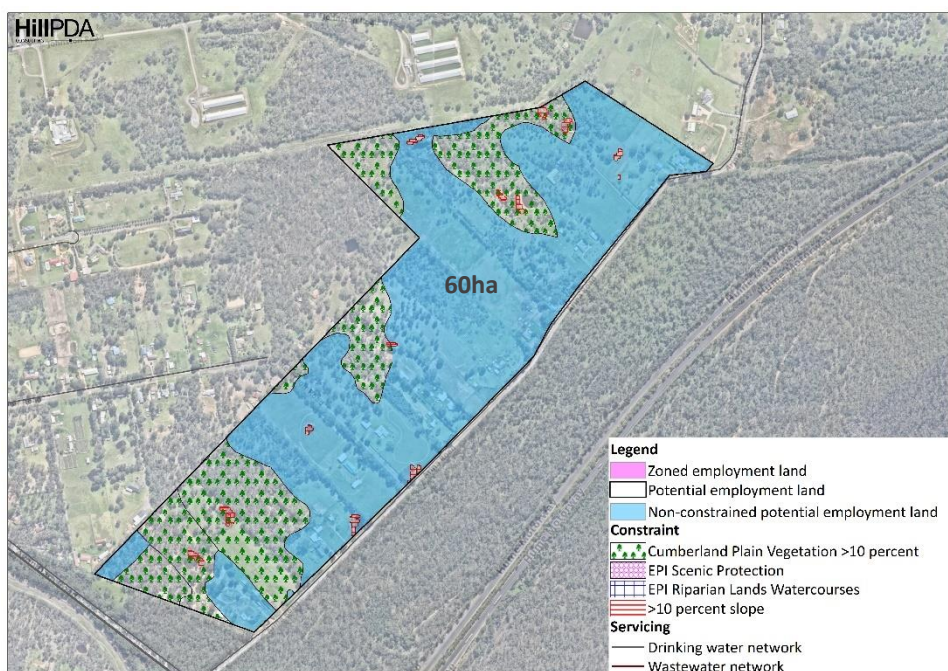 HillPDA
60ha
Legend
Zoned employment land
Potential employment land
Non-constrained potential employment land
Constraint
Cumberland Plain Vegetation >10 percent
EPI Scenic Protection
EPI Riparian Lands Watercourses
>10 percent slope
Servicing
Drinking water network
Wastewater network